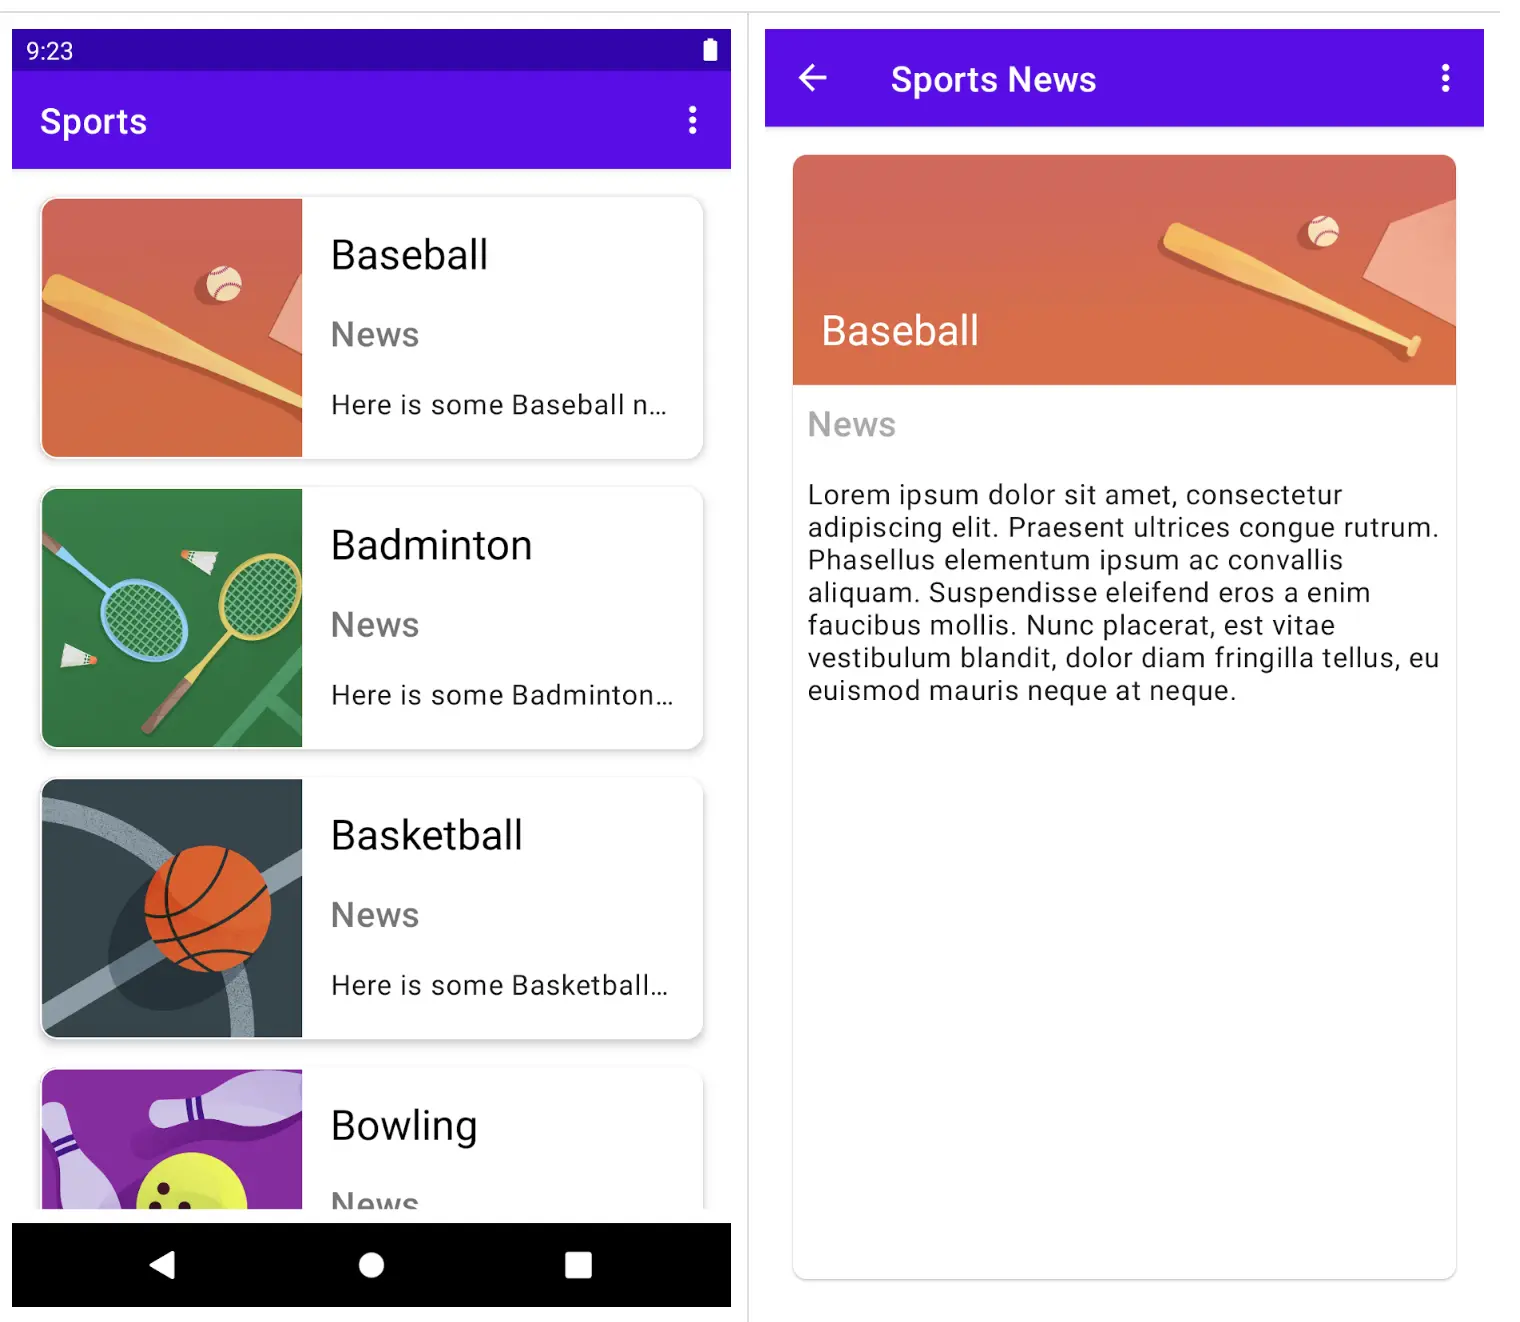 9:23
Sports
Baseball
News
Here is some Baseball n...
Badminton
News
Here is some Badminton...
Basketball
News
Here is some Basketball...
Bowling
News
Sports News
Baseball
News
Lorem ipsum dolor sit amet, consectetur
adipiscing elit. Praesent ultrices congue rutrum.
Phasellus elementum ipsum ac convallis
aliquam. Suspendisse eleifend eros a enim
faucibus mollis. Nunc placerat, est vitae
vestibulum blandit, dolor diam fringilla tellus, eu
euismod mauris neque at neque.